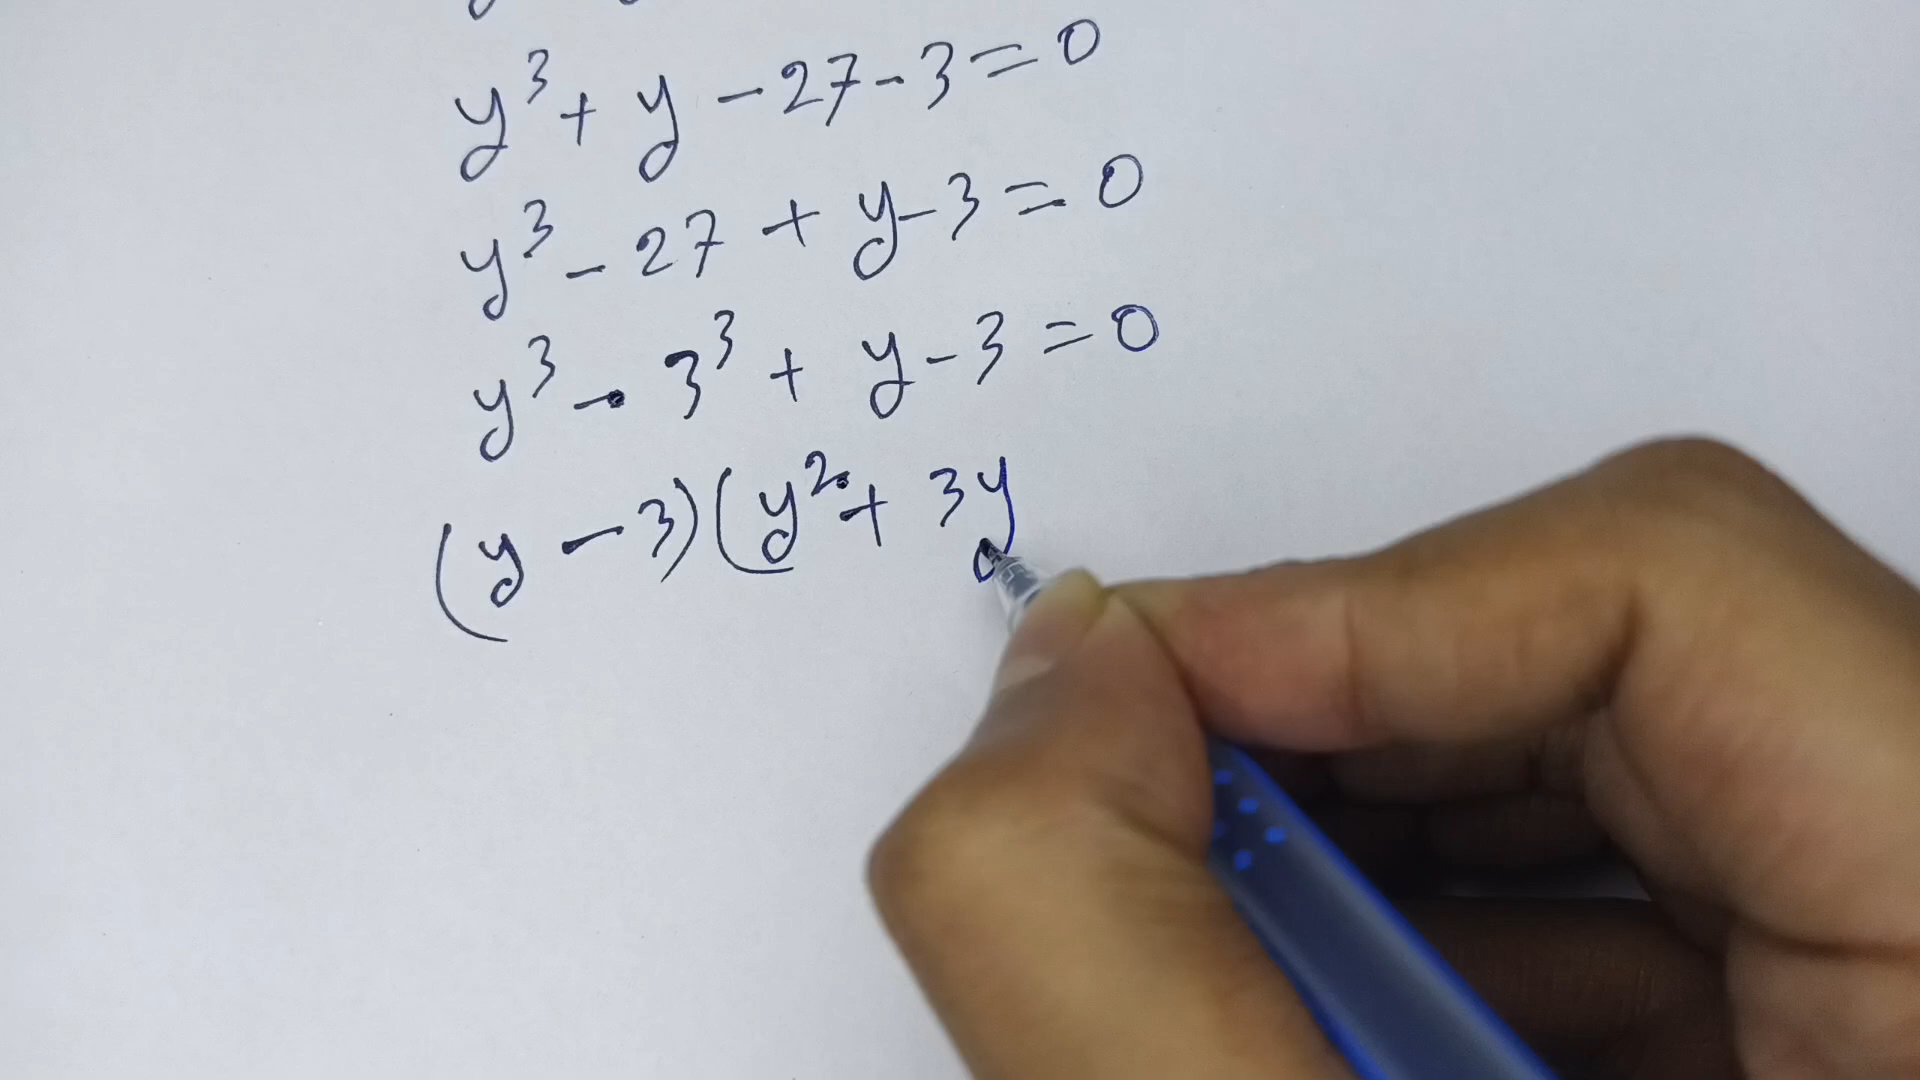 y³ + y - 27 - 3 = 0
y³ - 27 + y - 3 = 0
y³ - 3³ + y - 3 = 0
(y - 3)(y² + 3y